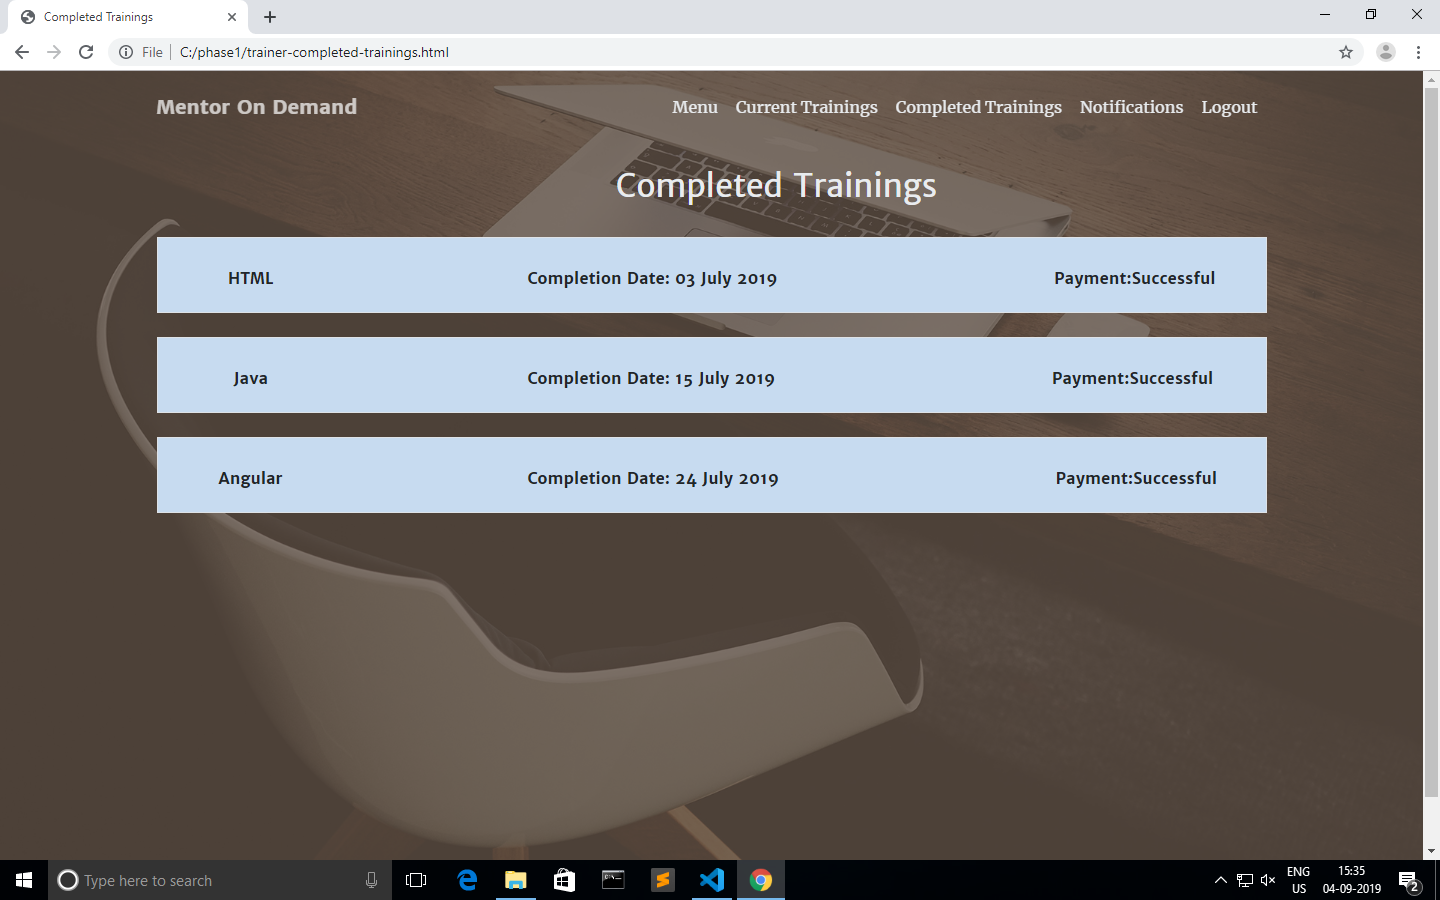 Completed Trainings
File
C:/phase1/trainer-completed-trainings.html
Mentor On Demand
Menu Current Trainings Completed Trainings Notifications Logout
Completed Trainings
HTML Completion Date: 03 July 2019 Payment:Successful
Java Completion Date: 15 July 2019 Payment:Successful
Angular Completion Date: 24 July 2019 Payment:Successful
Type here to search
ENG
US
15:35
04-09-2019
2